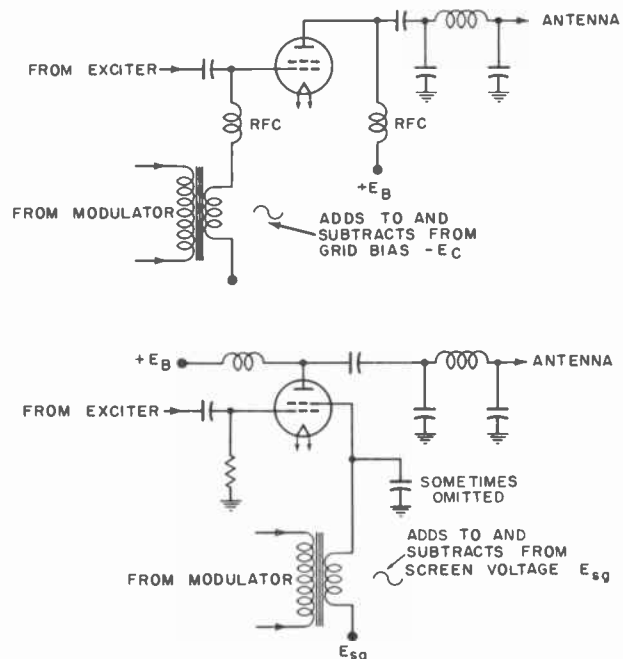 ANTENNA
FROM EXCITER
RFC
RFC
+EB
FROM MODULATOR
ADDS TO AND
SUBTRACTS FROM
GRID BIAS -EC
+EB
ANTENNA
FROM EXCITER
SOMETIMES
OMITTED
ADDS TO AND
SUBTRACTS FROM
SCREEN VOLTAGE Esg
FROM MODULATOR
Esg